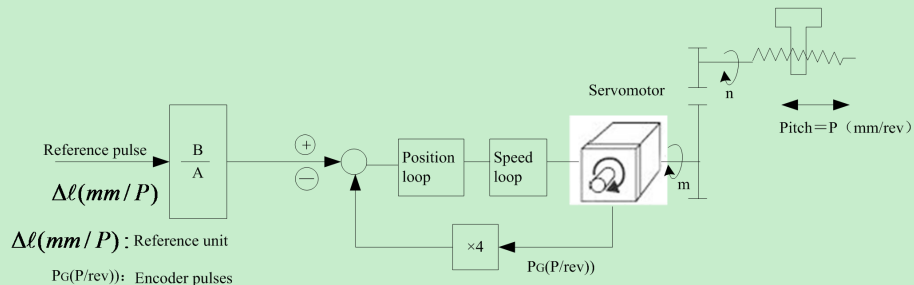 Servomotor
n
Pitch＝P（mm/rev）
Reference pulse
B
A
+
−
Position
loop
Speed
loop
m
Δℓ(mm/P)
×4
Δℓ(mm/P)：Reference unit
PG(P/rev))
PG(P/rev))：Encoder pulses